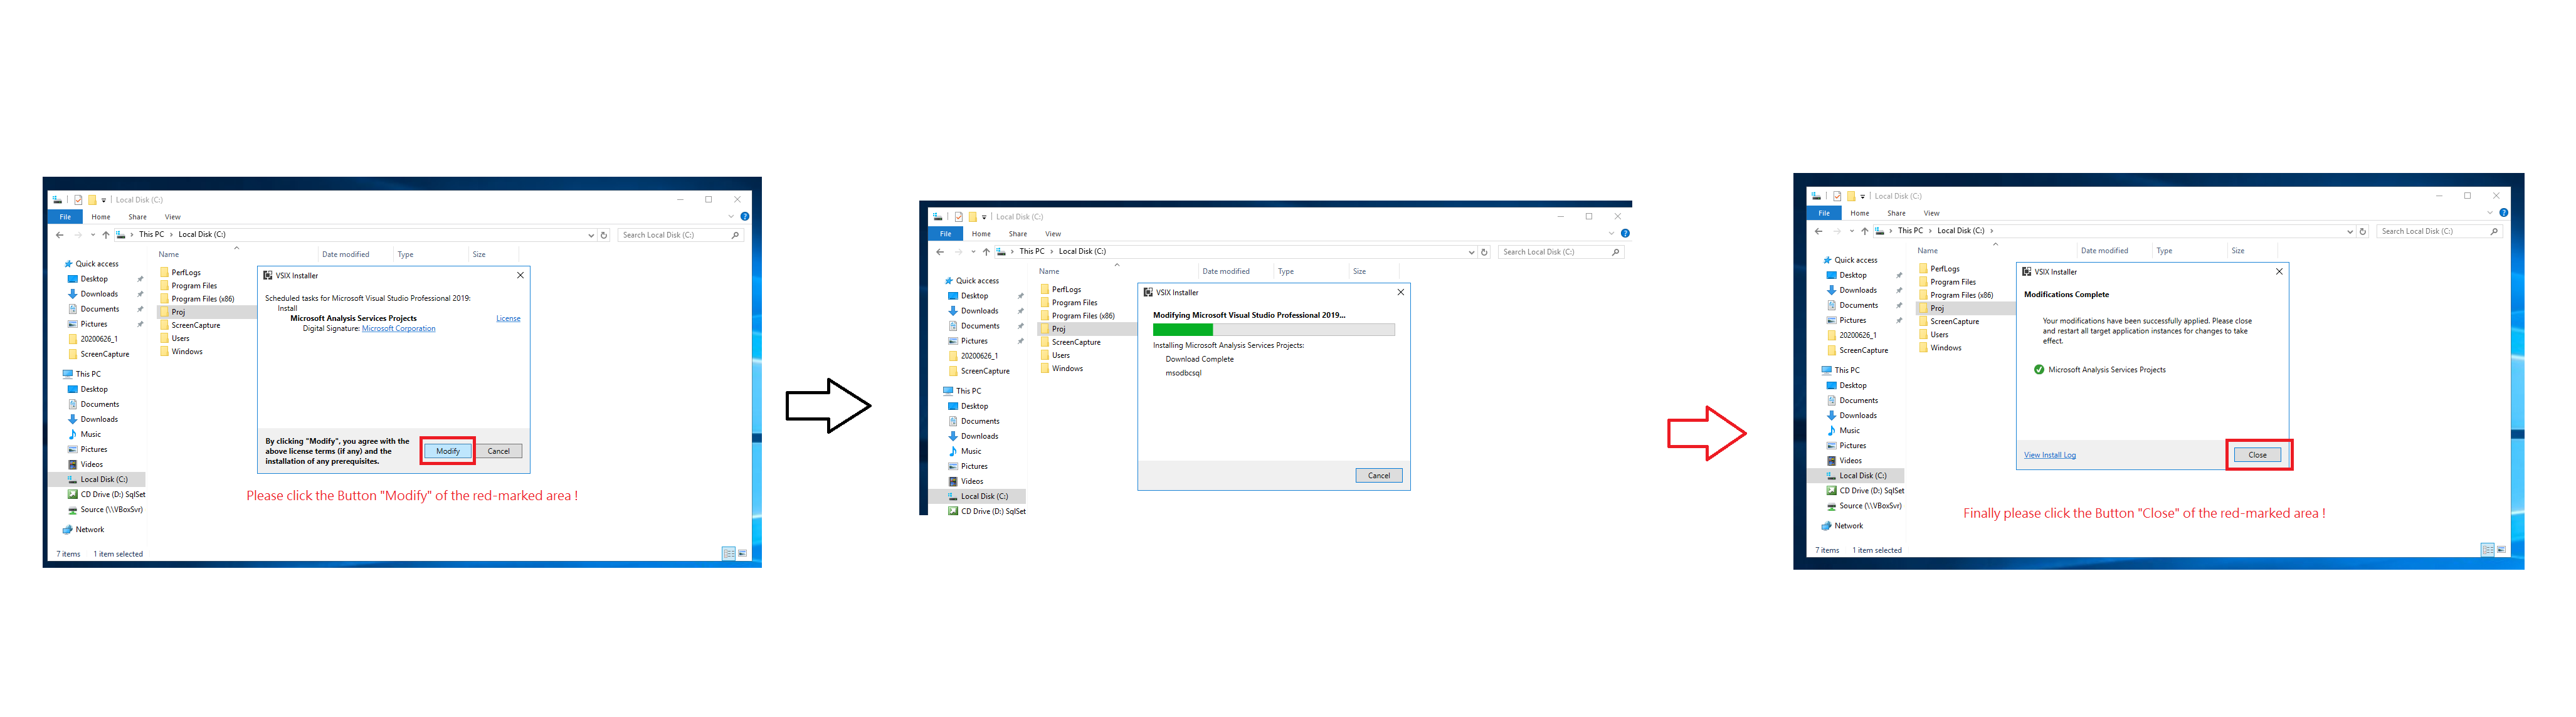 Local Disk (C:)
File Home Share View
This PC > Local Disk (C:)
Search Local Disk (C:)
Name Date modified Type Size
Quick access
Desktop
Downloads
Documents
Pictures
20200626_1
ScreenCapture
This PC
Desktop
Documents
Downloads
Music
Pictures
Videos
Local Disk (C:)
CD Drive (D:) SqlSet
Source (\\VBoxSvr)
Network
7 items 1 item selected
PerfLogs
Program Files
Program Files (x86)
Proj
ScreenCapture
Users
Windows
VSIX Installer
Scheduled tasks for Microsoft Visual Studio Professional 2019:
Install
Microsoft Analysis Services Projects License
Digital Signature: Microsoft Corporation
By clicking "Modify", you agree with the
above license terms (if any) and the
installation of any prerequisites.
Modify Cancel
Please click the Button "Modify" of the red-marked area !
Local Disk (C:)
File Home Share View
This PC > Local Disk (C:)
Search Local Disk (C:)
Name Date modified Type Size
Quick access
Desktop
Downloads
Documents
Pictures
20200626_1
ScreenCapture
This PC
Desktop
Documents
Downloads
Music
Pictures
Videos
Local Disk (C:)
CD Drive (D:) SqlSet
PerfLogs
Program Files
Program Files (x86)
Proj
ScreenCapture
Users
Windows
VSIX Installer
Modifying Microsoft Visual Studio Professional 2019...
Installing Microsoft Analysis Services Projects:
Download Complete
msodbcsql
Cancel
Local Disk (C:)
File Home Share View
This PC > Local Disk (C:) >
Search Local Disk (C:)
Name Date modified Type Size
Quick access
Desktop
Downloads
Documents
Pictures
20200626_1
ScreenCapture
This PC
Desktop
Documents
Downloads
Music
Pictures
Videos
Local Disk (C:)
CD Drive (D:) SqlSet
Source (\\VBoxSvr)
Network
7 items 1 item selected
PerfLogs
Program Files
Program Files (x86)
Proj
ScreenCapture
Users
Windows
VSIX Installer
Modifications Complete
Your modifications have been successfully applied. Please close
and restart all target application instances for changes to take
effect.
Microsoft Analysis Services Projects
View Install Log
Close
Finally please click the Button "Close" of the red-marked area !